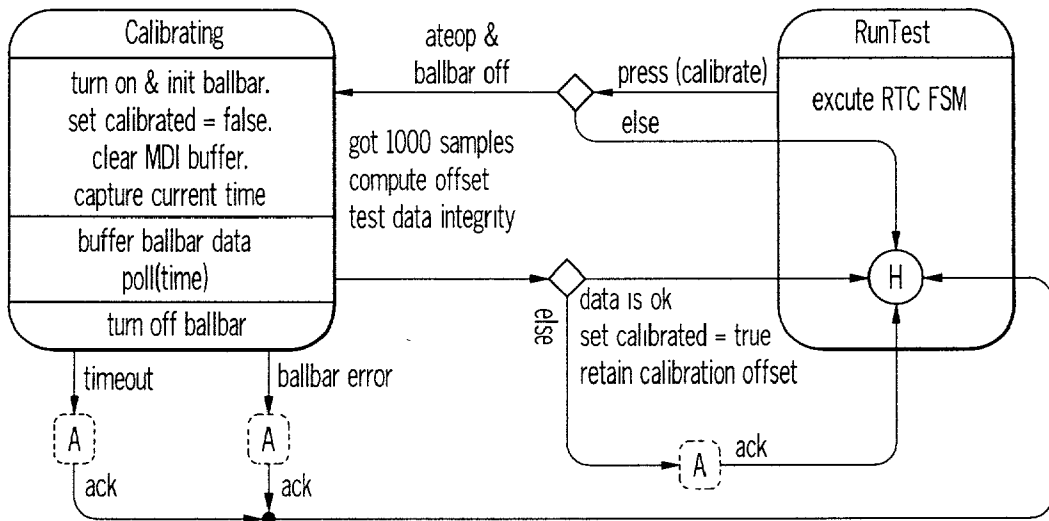 Calibrating
turn on & init ballbar.
set calibrated = false.
clear MDI buffer.
capture current time
buffer ballbar data
poll(time)
turn off ballbar
ateop &
ballbar off
press (calibrate)
else
RunTest
excute RTC FSM
got 1000 samples
compute offset
test data integrity
H
data is ok
set calibrated = true
retain calibration offset
else
timeout
ballbar error
A
A
A
ack
ack
ack